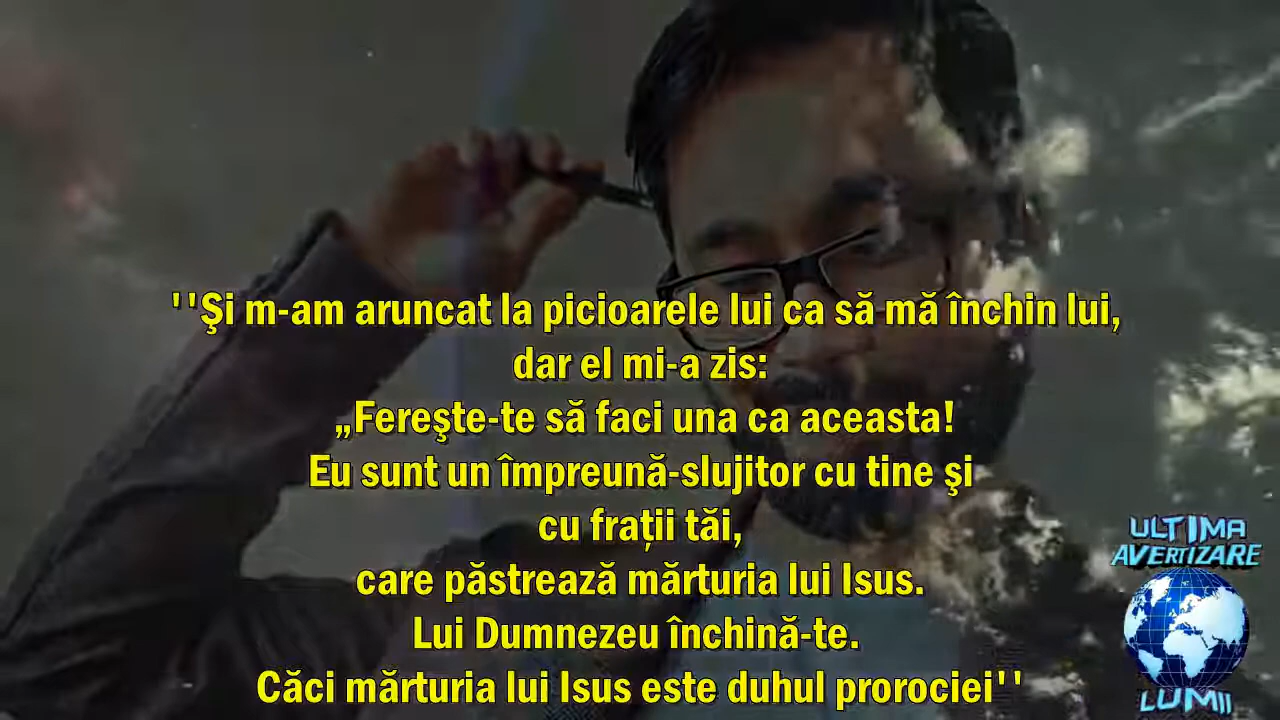 ''Şi m-am aruncat la picioarele lui ca să mă închin lui,
dar el mi-a zis:
„Fereşte-te să faci una ca aceasta!
Eu sunt un împreună-slujitor cu tine şi
cu frații tăi,
care păstrează mărturia lui Isus.
Lui Dumnezeu închină-te.
Căci mărturia lui Isus este duhul prorociei''
ULTIMA
AVERTIZARE
LUMII